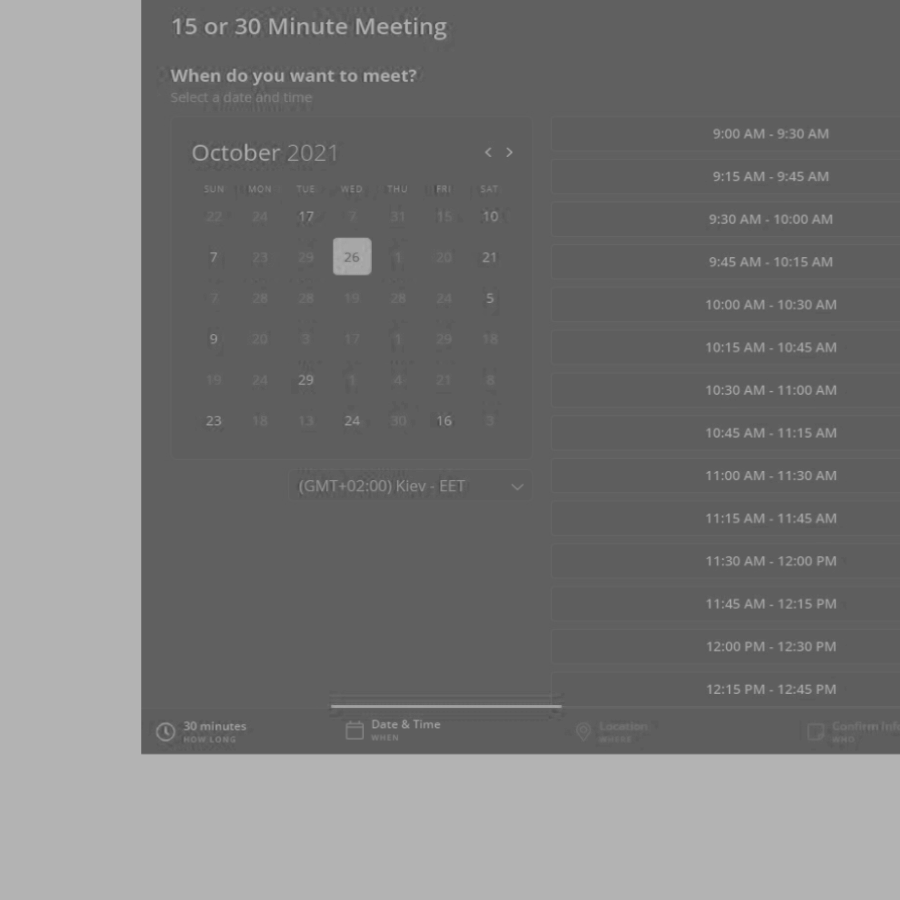 15 or 30 Minute Meeting
When do you want to meet?
Select a date and time
October 2021
SUN MON TUE WED THU FRI SAT
22 24 17 7 31 15 10
7 23 29 26 1 20 21
7 28 28 19 28 24 5
9 20 3 17 1 29 18
19 24 29 1 4 21 8
23 18 13 24 30 16 3
(GMT+02:00) Kiev - EET
9:00 AM - 9:30 AM
9:15 AM - 9:45 AM
9:30 AM - 10:00 AM
9:45 AM - 10:15 AM
10:00 AM - 10:30 AM
10:15 AM - 10:45 AM
10:30 AM - 11:00 AM
10:45 AM - 11:15 AM
11:00 AM - 11:30 AM
11:15 AM - 11:45 AM
11:30 AM - 12:00 PM
11:45 AM - 12:15 PM
12:00 PM - 12:30 PM
12:15 PM - 12:45 PM
30 minutes
HOW LONG
Date & Time
WHEN
Location
WHERE
Confirm Inf
WHO